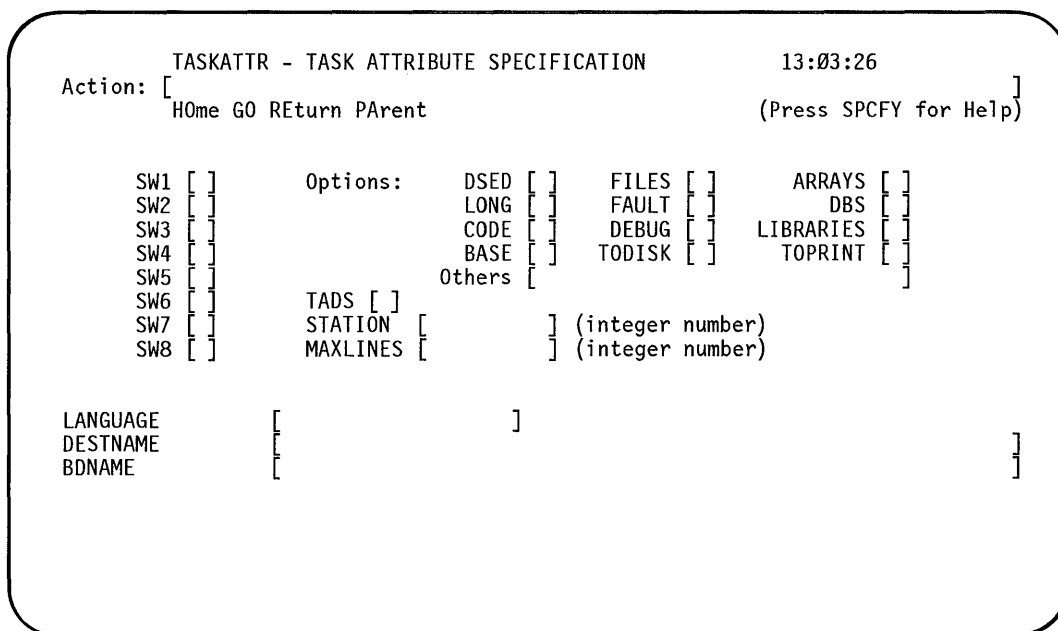 TASKATTR - TASK ATTRIBUTE SPECIFICATION 13:Ø3:26
Action: [ ]
HOme GO REturn PArent (Press SPCFY for Help)
SW1 [ ] Options: DSED [ ] FILES [ ] ARRAYS [ ]
SW2 [ ] LONG [ ] FAULT [ ] DBS [ ]
SW3 [ ] CODE [ ] DEBUG [ ] LIBRARIES [ ]
SW4 [ ] BASE [ ] TODISK [ ] TOPRINT [ ]
SW5 [ ] Others [ ]
SW6 [ ] TADS [ ]
SW7 [ ] STATION [ ] (integer number)
SW8 [ ] MAXLINES [ ] (integer number)
LANGUAGE [ ]
DESTNAME [ ]
BDNAME [ ]